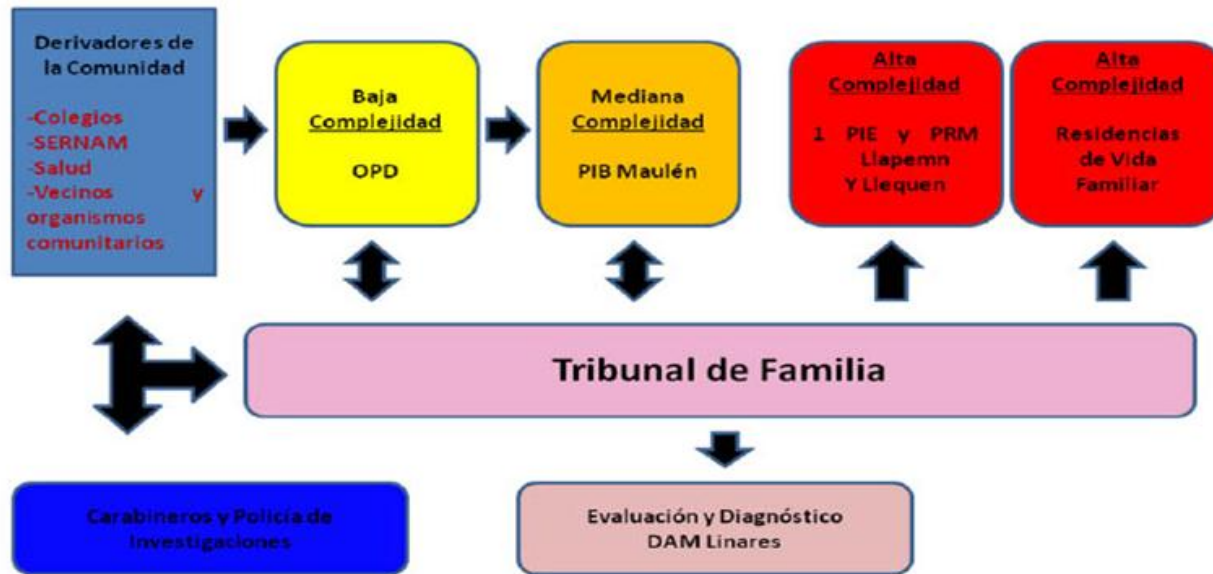 Derivadores de
la Comunidad
-Colegios
-SERNAM
-Salud
-Vecinos y
organismos
comunitarios
Baja
Complejidad
OPD
Mediana
Complejidad
PIB Maulén
Alta
Complejidad
1 PIE y PRM
Llapemn
Y Llequen
Alta
Complejidad
Residencias
de Vida
Familiar
Tribunal de Familia
Carabineros y Policía de
Investigaciones
Evaluación y Diagnóstico
DAM Linares